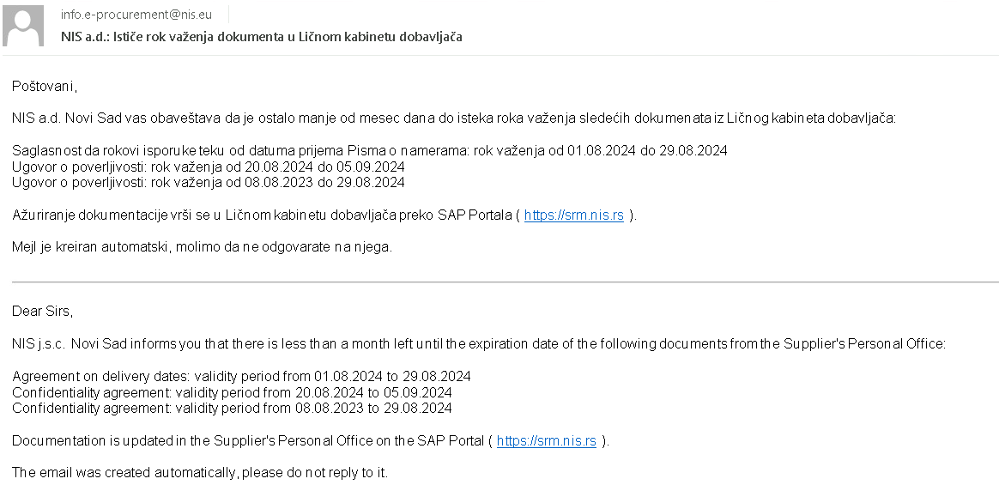 info.e-procurement@nis.eu
NIS a.d.: Ističe rok važenja dokumenta u Ličnom kabinetu dobavljača
Poštovani,
NIS a.d. Novi Sad vas obaveštava da je ostalo manje od mesec dana do isteka roka važenja sledećih dokumenata iz Ličnog kabineta dobavljača:
Saglasnost da rokovi isporuke teku od datuma prijema Pisma o namerama: rok važenja od 01.08.2024 do 29.08.2024
Ugovor o poverljivosti: rok važenja od 20.08.2024 do 05.09.2024
Ugovor o poverljivosti: rok važenja od 08.08.2023 do 29.08.2024
Ažuriranje dokumentacije vrši se u Ličnom kabinetu dobavljača preko SAP Portala ( https://srm.nis.rs ).
Mejl je kreiran automatski, molimo da ne odgovarate na njega.
Dear Sirs,
NIS j.s.c. Novi Sad informs you that there is less than a month left until the expiration date of the following documents from the Supplier's Personal Office:
Agreement on delivery dates: validity period from 01.08.2024 to 29.08.2024
Confidentiality agreement: validity period from 20.08.2024 to 05.09.2024
Confidentiality agreement: validity period from 08.08.2023 to 29.08.2024
Documentation is updated in the Supplier's Personal Office on the SAP Portal ( https://srm.nis.rs ).
The email was created automatically, please do not reply to it.